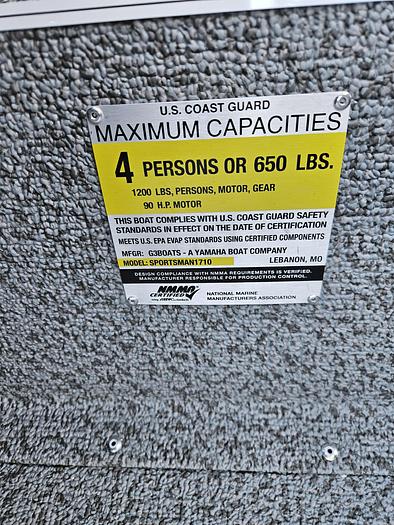 U.S. COAST GUARD
MAXIMUM CAPACITIES
4 PERSONS OR 650 LBS.
1200 LBS, PERSONS, MOTOR, GEAR
90 H.P. MOTOR
THIS BOAT COMPLIES WITH U.S. COAST GUARD SAFETY
STANDARDS IN EFFECT ON THE DATE OF CERTIFICATION
MEETS U.S. EPA EVAP STANDARDS USING CERTIFIED COMPONENTS
MFGR: G3BOATS - A YAMAHA BOAT COMPANY
MODEL: SPORTSMAN1710 LEBANON, MO
DESIGN COMPLIANCE WITH NMMA REQUIREMENTS IS VERIFIED.
MANUFACTURER RESPONSIBLE FOR PRODUCTION CONTROL.
NMMA
CERTIFIED
NATIONAL MARINE
MANUFACTURERS ASSOCIATION